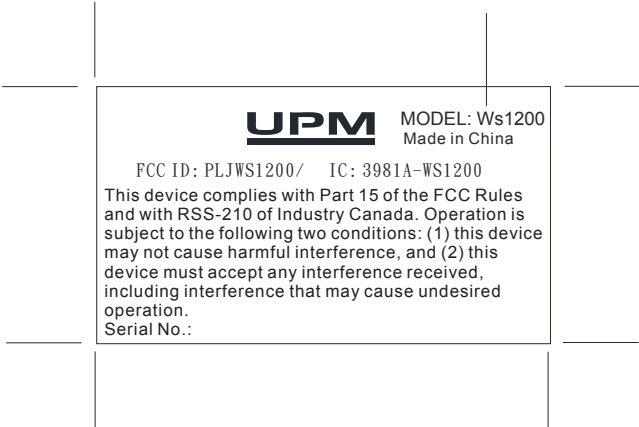 UPM MODEL: Ws1200
Made in China
FCC ID: PLJWS1200/ IC: 3981A-WS1200
This device complies with Part 15 of the FCC Rules
and with RSS-210 of Industry Canada. Operation is
subject to the following two conditions: (1) this device
may not cause harmful interference, and (2) this
device must accept any interference received,
including interference that may cause undesired
operation.
Serial No.: